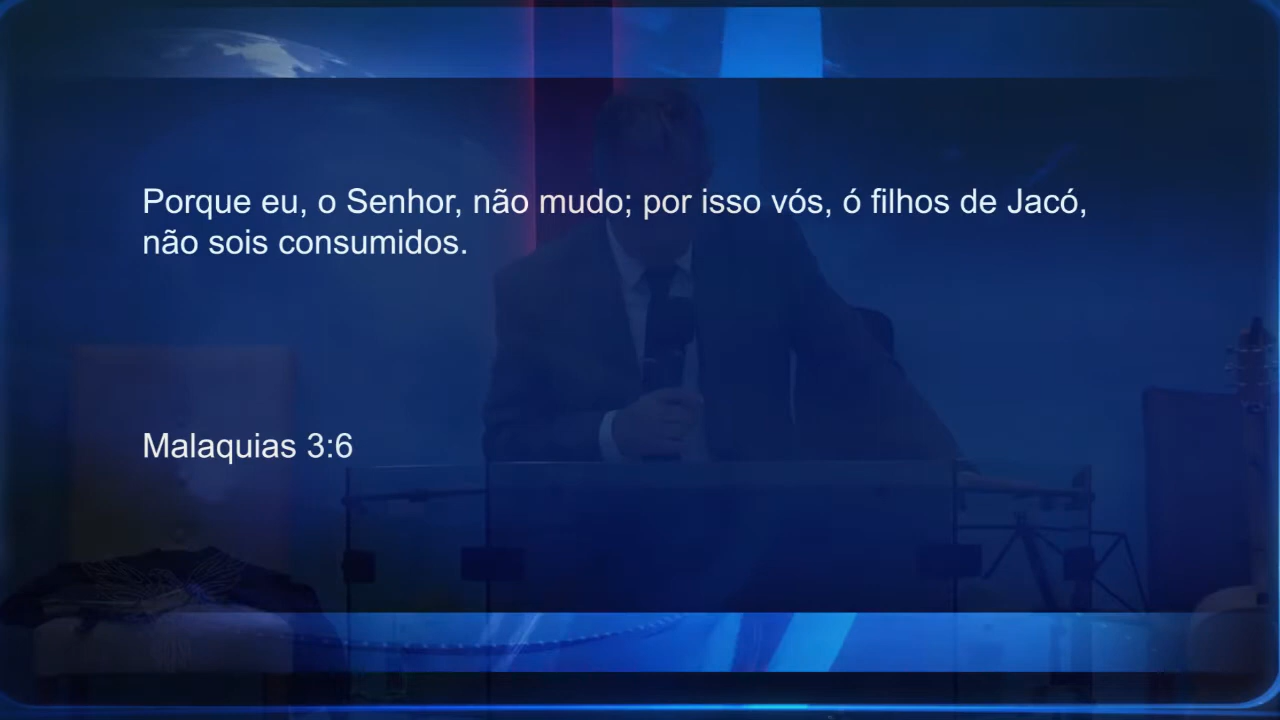 Porque eu, o Senhor, não mudo; por isso vós, ó filhos de Jacó,
não sois consumidos.
Malaquias 3:6